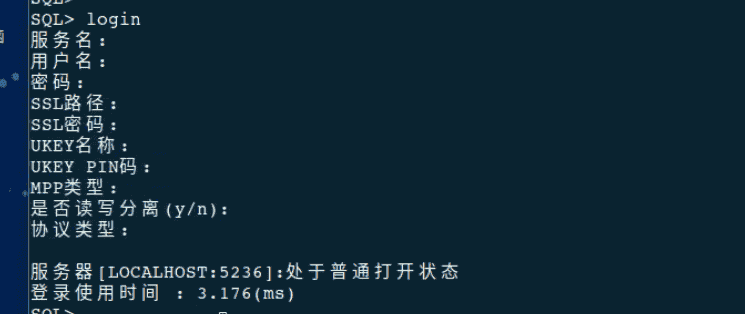 SQL>
SQL> login
服务名：
用户名：
密码：
SSL路径：
SSL密码：
UKEY名称：
UKEY PIN码：
MPP类型：
是否读写分离(y/n)：
协议类型：
服务器[LOCALHOST:5236]:处于普通打开状态
登录使用时间 : 3.176(ms)
SQL>